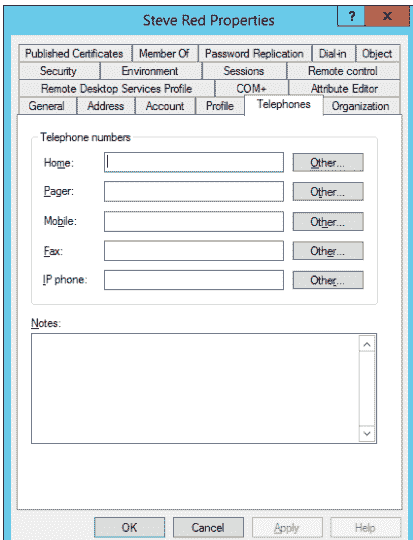 Steve Red Properties
? x
Published Certificates Member Of Password Replication Dial-in Object
Security Environment Sessions Remote control
Remote Desktop Services Profile COM+ Attribute Editor
General Address Account Profile Telephones Organization
Telephone numbers
Home: Other...
Pager: Other...
Mobile: Other...
Fax: Other...
IP phone: Other...
Notes:
OK Cancel Apply Help